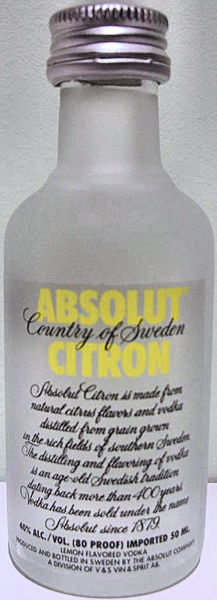 ABSOLUT
Country of Sweden
CITRON
Absolut Citron is made from
natural citrus flavors and vodka
distilled from grain grown
in the rich fields of southern Sweden.
The distilling and flavoring of vodka
is an age-old Swedish tradition
dating back more than 400 years.
Vodka has been sold under the name
Absolut since 1879.
40% ALC./VOL. (80 PROOF) IMPORTED 50 ML.
LEMON FLAVORED VODKA
PRODUCED AND BOTTLED IN SWEDEN BY THE ABSOLUT COMPANY
A DIVISION OF V&S VIN & SPRIT AB.